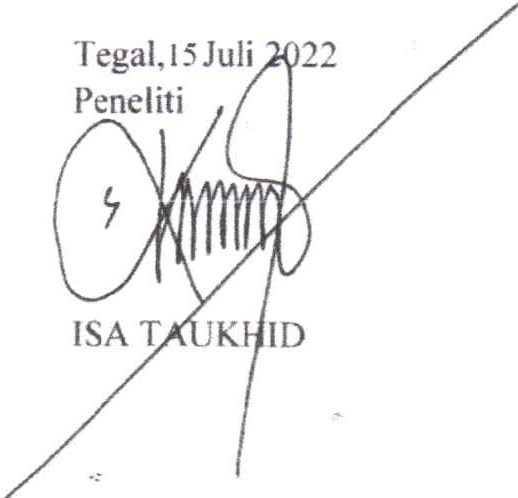 Tegal,15 Juli 2022
Peneliti
ISA TAUKHID